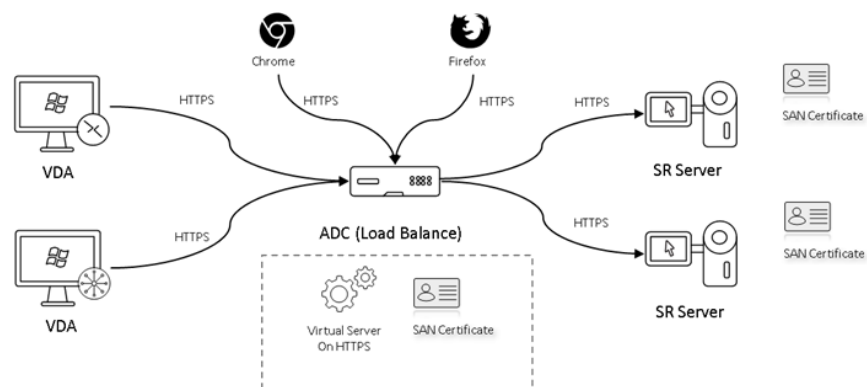 Chrome
Firefox
HTTPS
HTTPS
HTTPS
HTTPS
SAN Certificate
VDA
SR Server
HTTPS
HTTPS
ADC (Load Balance)
SAN Certificate
VDA
Virtual Server
On HTTPS
SAN Certificate
SR Server